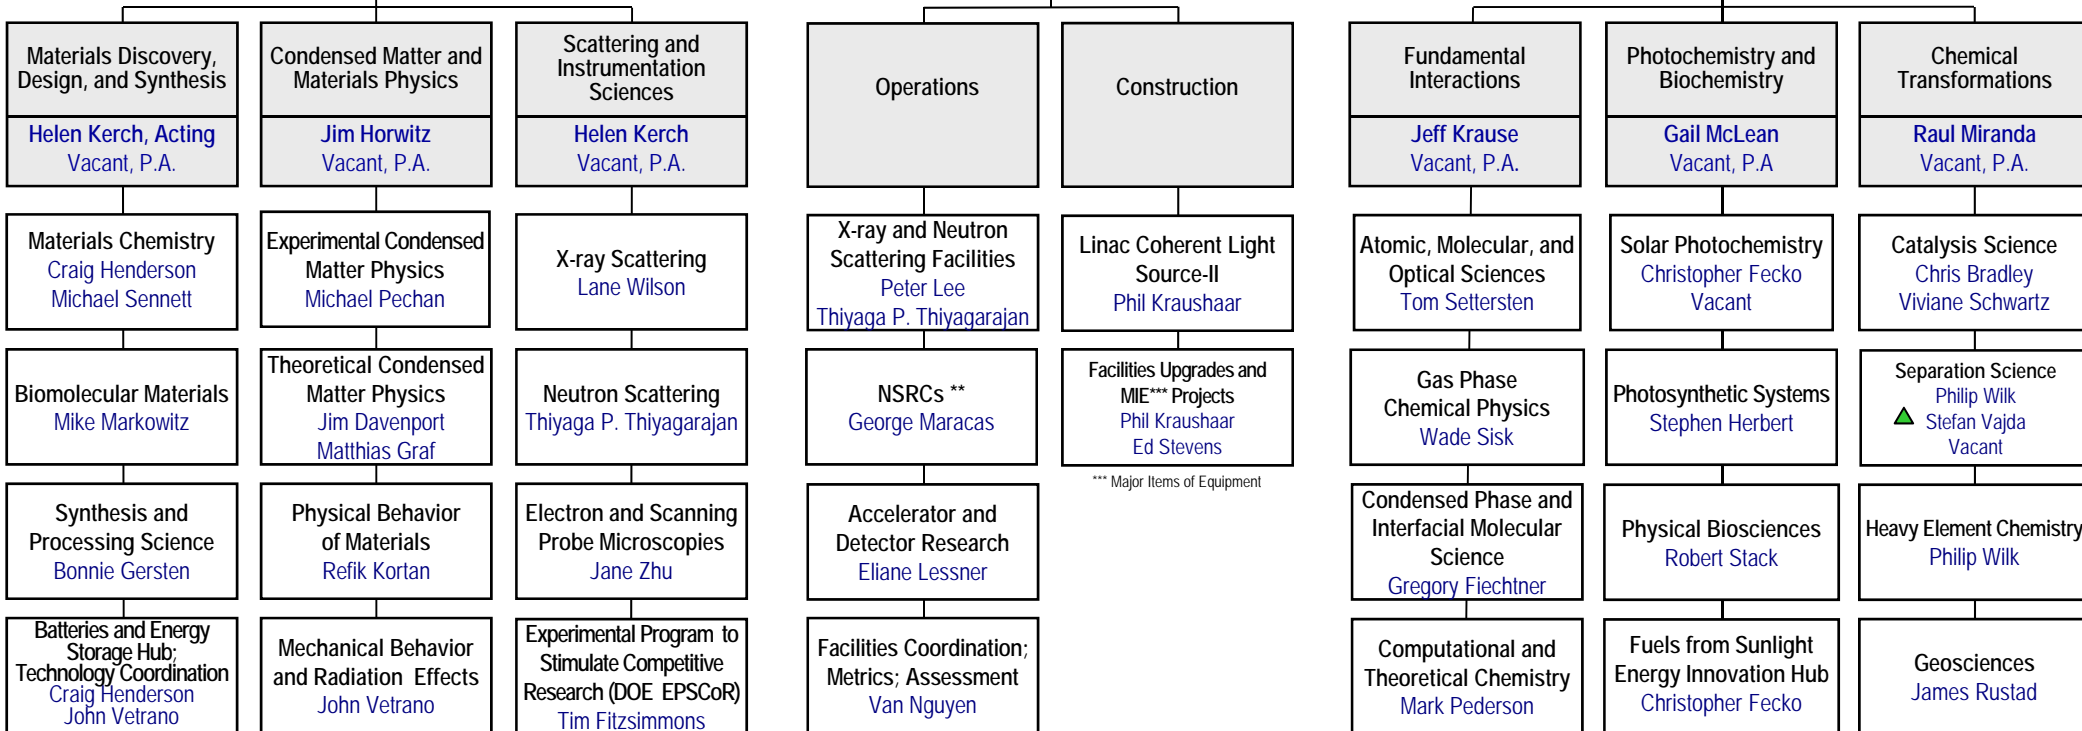 Materials Discovery,
Design, and Synthesis
Helen Kerch, Acting
Vacant, P.A.
Materials Chemistry
Craig Henderson
Michael Sennett
Biomolecular Materials
Mike Markowitz
Synthesis and
Processing Science
Bonnie Gersten
Batteries and Energy
Storage Hub;
Technology Coordination
Craig Henderson
John Vetrano
Condensed Matter and
Materials Physics
Jim Horwitz
Vacant, P.A.
Experimental Condensed
Matter Physics
Michael Pechan
Theoretical Condensed
Matter Physics
Jim Davenport
Matthias Graf
Physical Behavior
of Materials
Refik Kortan
Mechanical Behavior
and Radiation Effects
John Vetrano
Scattering and
Instrumentation
Sciences
Helen Kerch
Vacant, P.A.
X-ray Scattering
Lane Wilson
Neutron Scattering
Thiyaga P. Thiyagarajan
Electron and Scanning
Probe Microscopies
Jane Zhu
Experimental Program to
Stimulate Competitive
Research (DOE EPSCoR)
Tim Fitzsimmons
Operations
X-ray and Neutron
Scattering Facilities
Peter Lee
Thiyaga P. Thiyagarajan
NSRCs **
George Maracas
Accelerator and
Detector Research
Eliane Lessner
Facilities Coordination;
Metrics; Assessment
Van Nguyen
Construction
Linac Coherent Light
Source-II
Phil Kraushaar
Facilities Upgrades and
MIE*** Projects
Phil Kraushaar
Ed Stevens
*** Major Items of Equipment
Fundamental
Interactions
Jeff Krause
Vacant, P.A.
Atomic, Molecular, and
Optical Sciences
Tom Settersten
Gas Phase
Chemical Physics
Wade Sisk
Condensed Phase and
Interfacial Molecular
Science
Gregory Fiechtner
Computational and
Theoretical Chemistry
Mark Pederson
Photochemistry and
Biochemistry
Gail McLean
Vacant, P.A
Solar Photochemistry
Christopher Fecko
Vacant
Photosynthetic Systems
Stephen Herbert
Physical Biosciences
Robert Stack
Fuels from Sunlight
Energy Innovation Hub
Christopher Fecko
Chemical
Transformations
Raul Miranda
Vacant, P.A.
Catalysis Science
Chris Bradley
Viviane Schwartz
Separation Science
Philip Wilk
Stefan Vajda
Vacant
Heavy Element Chemistry
Philip Wilk
Geosciences
James Rustad